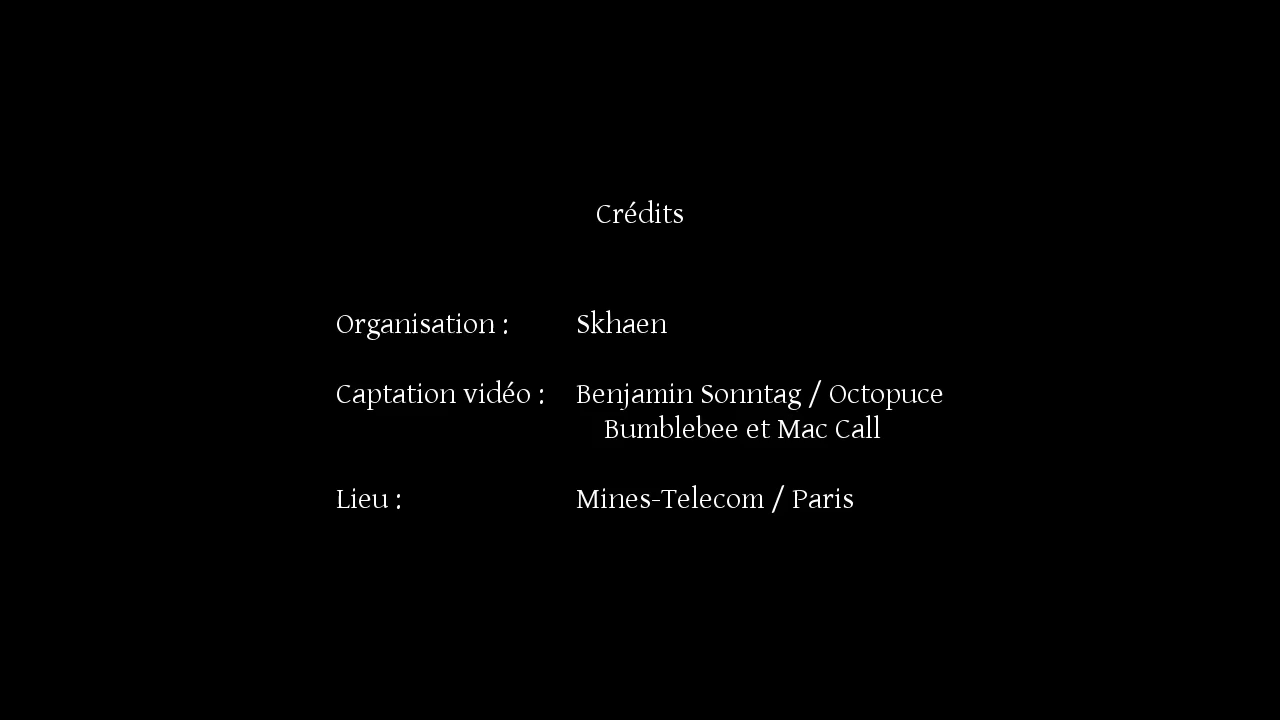 Crédits
Organisation : Skhaen
Captation vidéo : Benjamin Sonntag / Octopuce
Bumblebee et Mac Call
Lieu : Mines-Telecom / Paris